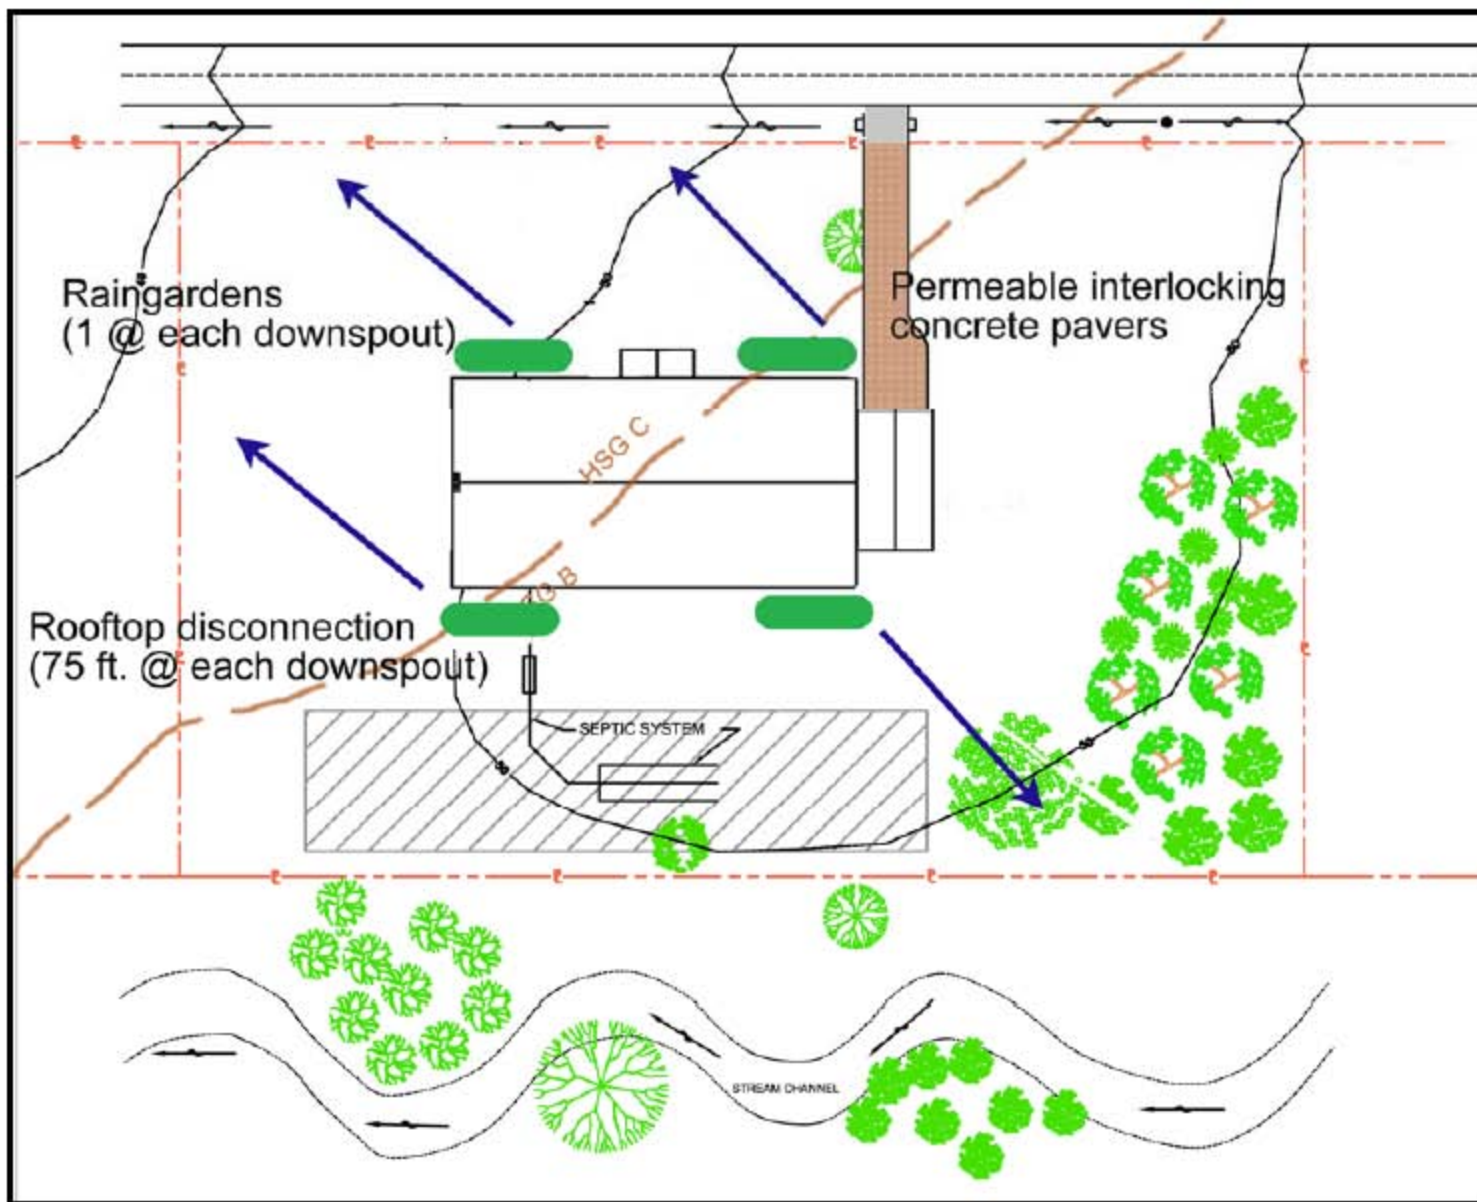 Raingardens
(1 @ each downspout)
Permeable interlocking
concrete pavers
HSG C
B
Rooftop disconnection
(75 ft. @ each downspout)
SEPTIC SYSTEM
STREAM CHANNEL